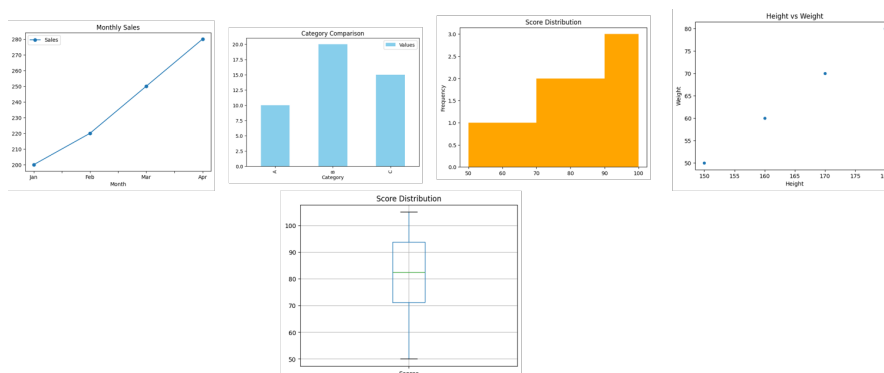 Monthly Sales
Sales
280
260
240
220
200
Jan Feb Mar Apr
Month
Category Comparison
Values
20.0
17.5
15.0
12.5
10.0
7.5
5.0
2.5
0.0
A B C
Category
Score Distribution
Frequency
3.0
2.5
2.0
1.5
1.0
0.5
0.0
50 60 70 80 90 100
Height vs Weight
Weight
80
75
70
65
60
55
50
150 155 160 165 170 175
Height
Score Distribution
100
90
80
70
60
50